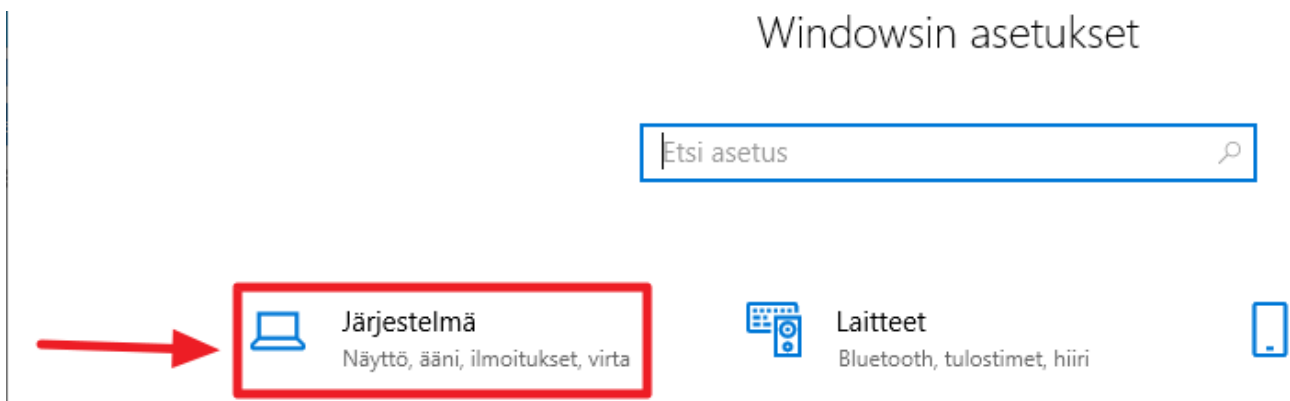 Windowsin asetukset
Etsi asetus
Järjestelmä
Näyttö, ääni, ilmoitukset, virta
Laitteet
Bluetooth, tulostimet, hiiri